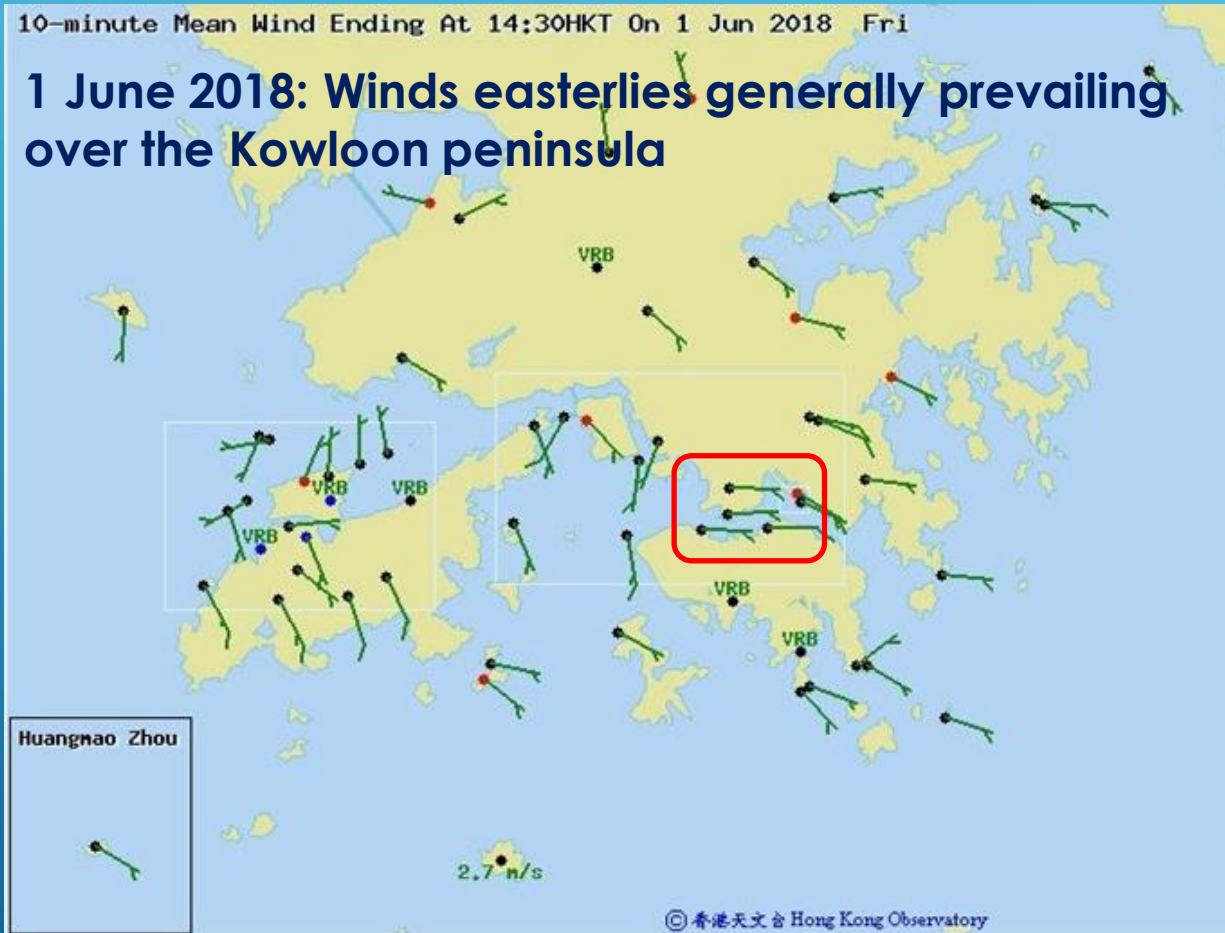 10-minute Mean Wind Ending At 14:30HKT On 1 Jun 2018 Fri
1 June 2018: Winds easterlies generally prevailing
over the Kowloon peninsula
VRB
VRB
VRB
VRB
VRB
VRB
Huangmao Zhou
2.7 m/s
© 香港天文台 Hong Kong Observatory